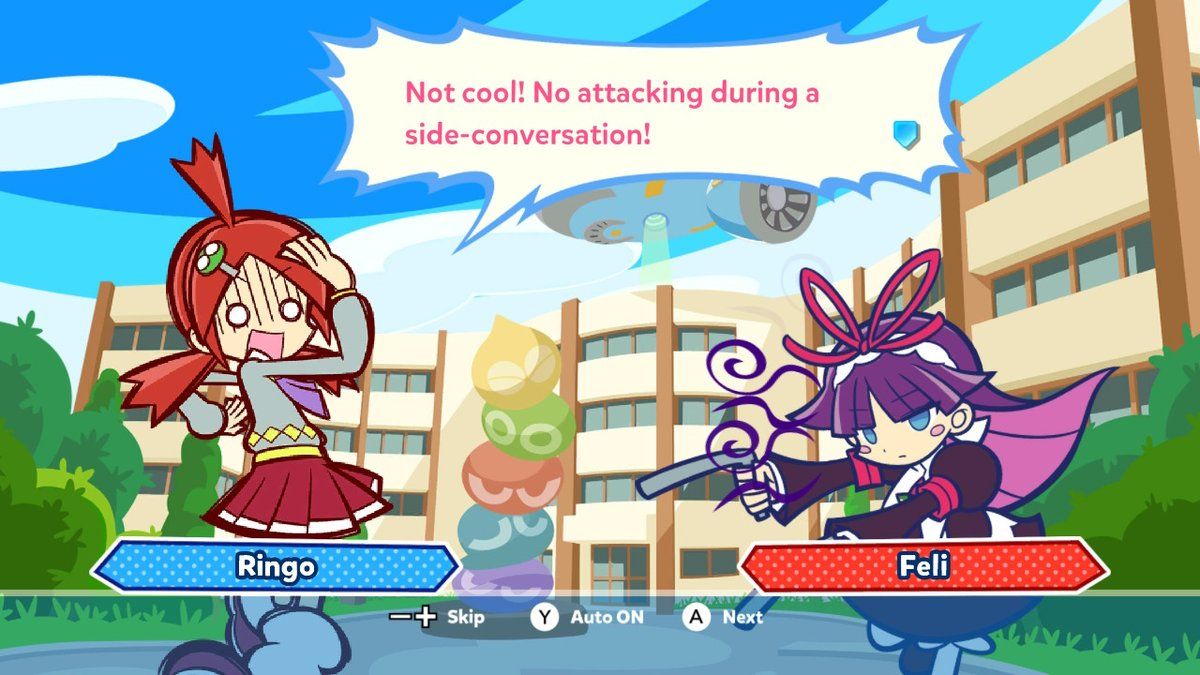 Not cool! No attacking during a
side-conversation!
Ringo
Feli
Skip
Y Auto ON
A Next